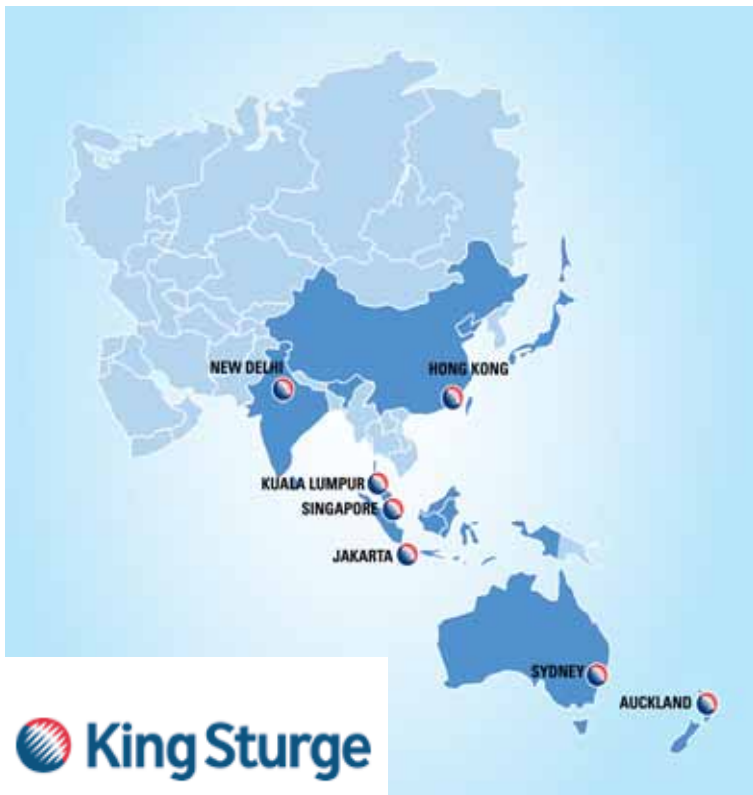 NEW DELHI
HONG KONG
KUALA LUMPUR
SINGAPORE
JAKARTA
SYDNEY
AUCKLAND
King Sturge